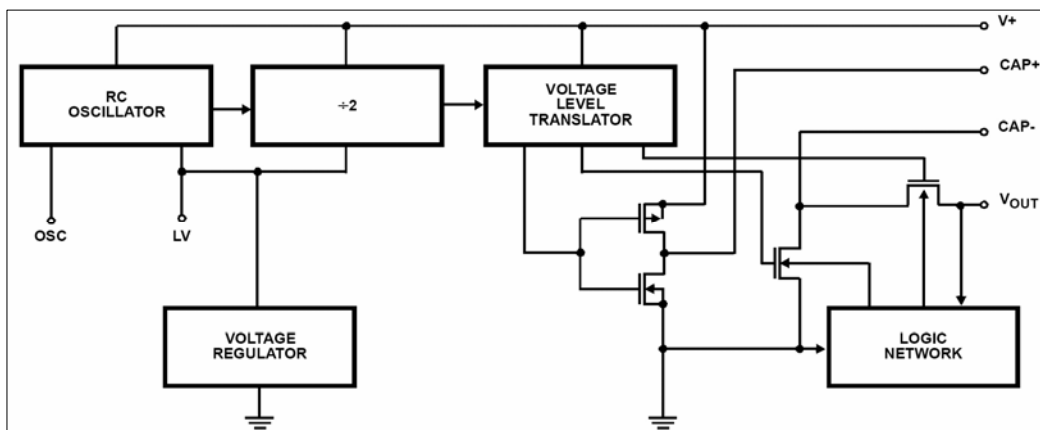 V+
CAP+
RC
OSCILLATOR
÷2
VOLTAGE
LEVEL
TRANSLATOR
CAP-
VOUT
OSC
LV
VOLTAGE
REGULATOR
LOGIC
NETWORK